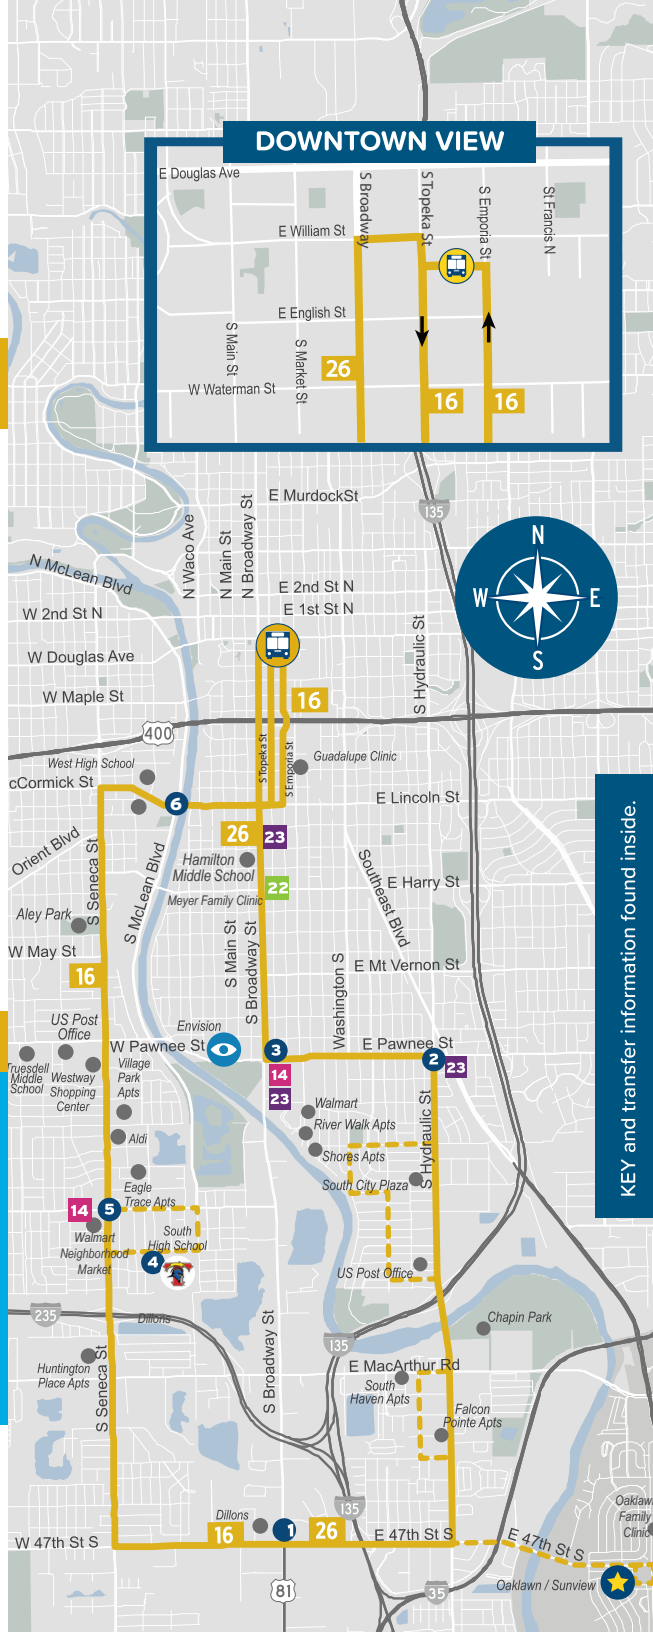 DOWNTOWN VIEW
E Douglas Ave
S Broadway
S Topeka St
S Emporia St
St Francis N
E William St
E English St
S Main St
S Market St
26
W Waterman St
16
16
E MurdockSt
135
N
W
E
S
N Waco Ave
N Main St
N Broadway St
N McLean Blvd
E 2nd St N
W 2nd St N
E 1st St N
S Hydraulic St
W Douglas Ave
W Maple St
16
400
S Topeka St
S Emporia St
Guadalupe Clinic
West High School
cCormick St
6
E Lincoln St
26
23
Orient Blvd
S Seneca St
S McLean Blvd
Hamilton
Middle School
Southeast Blvd
E Harry St
22
Meyer Family Clinic
Aley Park
S Main St
S Broadway St
W May St
16
Washington S
E Mt Vernon St
KEY and transfer information found inside.
US Post
Office
Envision
W Pawnee St
3
E Pawnee St
2
23
Truesdell
Middle
School
Westway
Shopping
Center
Village
Park
Apts
14
23
Walmart
River Walk Apts
S Hydraulic St
Aldi
Shores Apts
Eagle
Trace Apts
South City Plaza
14
5
Walmart
Neighborhood
Market
South
High School
4
US Post Office
235
Dillons
Chapin Park
S Broadway St
135
Huntington
Place Apts
S Seneca St
E MacArthur Rd
South
Haven Apts
Falcon
Pointe Apts
135
Oaklaw
Family
Clinic
Dillons
1
W 47th St S
16
26
E 47th St S
E 47th St S
Oaklawn / Sunview
81
35